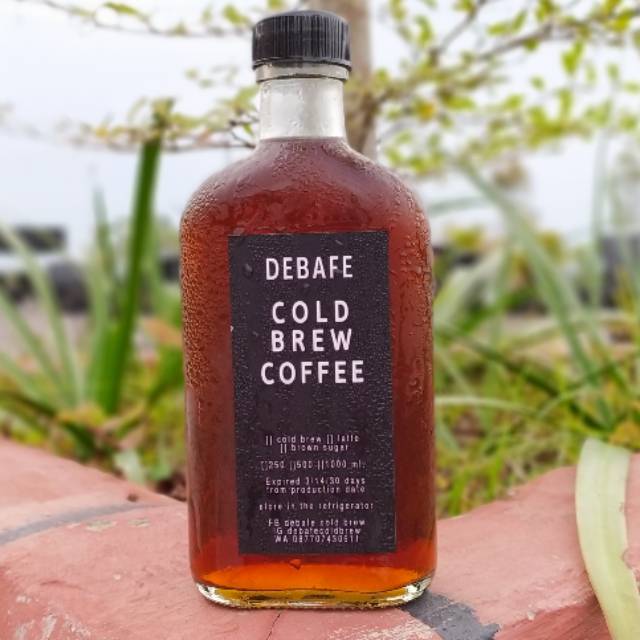 DEBAFE
COLD
BREW
COFFEE
[] cold brew [] latte
[] brown sugar
[]250 []500 []1000 ml.
Expired 3/14/30 days
from production date
store in the refrigerator
FB debafe cold brew
IG debafecoldbrew
WA